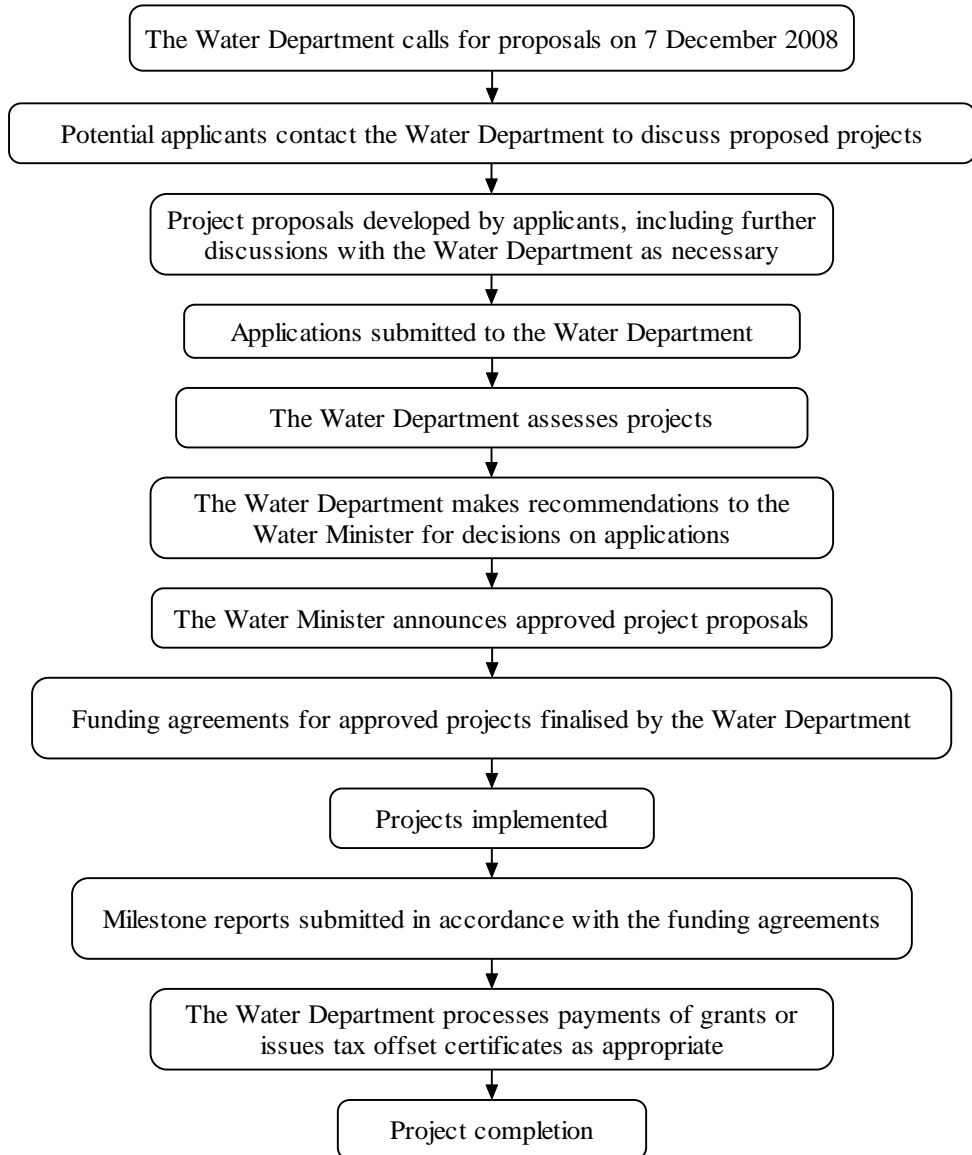 The Water Department calls for proposals on 7 December 2008
Potential applicants contact the Water Department to discuss proposed projects
Project proposals developed by applicants, including further
discussions with the Water Department as necessary
Applications submitted to the Water Department
The Water Department assesses projects
The Water Department makes recommendations to the
Water Minister for decisions on applications
The Water Minister announces approved project proposals
Funding agreements for approved projects finalised by the Water Department
Projects implemented
Milestone reports submitted in accordance with the funding agreements
The Water Department processes payments of grants or
issues tax offset certificates as appropriate
Project completion